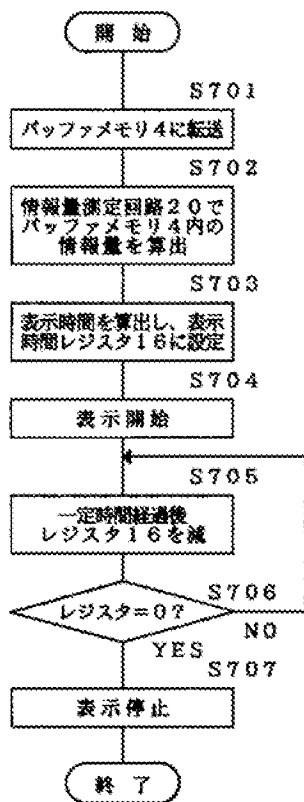 開始
S701
バッファメモリ4に転送
S702
情報量測定回路20で
バッファメモリ4内の
情報量を算出
S703
表示時間を算出し、表示
時間レジスタ16に設定
S704
表示開始
S705
一定時間経過後
レジスタ16を減
S706
レジスタ=0?
NO
YES
S707
表示停止
終了